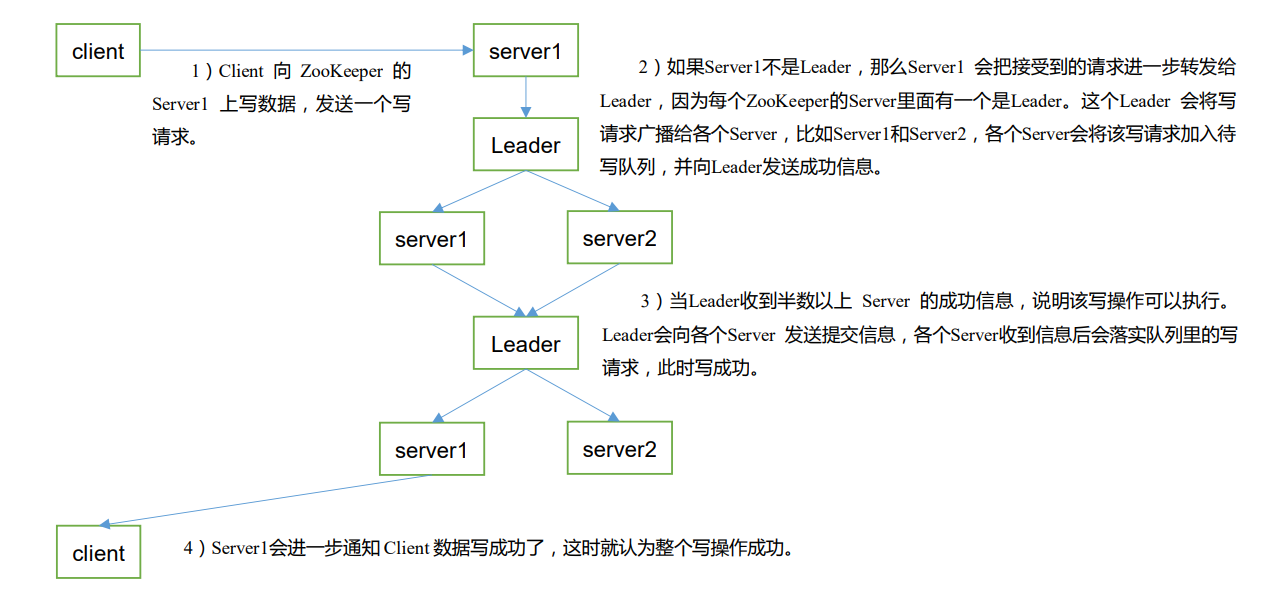 client
server1
1）Client 向 ZooKeeper 的
Server1 上写数据，发送一个写
请求。
2）如果Server1不是Leader，那么Server1 会把接受到的请求进一步转发给
Leader，因为每个ZooKeeper的Server里面有一个是Leader。这个Leader 会将写
请求广播给各个Server，比如Server1和Server2，各个Server会将该写请求加入待
写队列，并向Leader发送成功信息。
Leader
server1
server2
3）当Leader收到半数以上 Server 的成功信息，说明该写操作可以执行。
Leader会向各个Server 发送提交信息，各个Server收到信息后会落实队列里的写
请求，此时写成功。
Leader
server1
server2
client
4）Server1会进一步通知 Client 数据写成功了，这时就认为整个写操作成功。